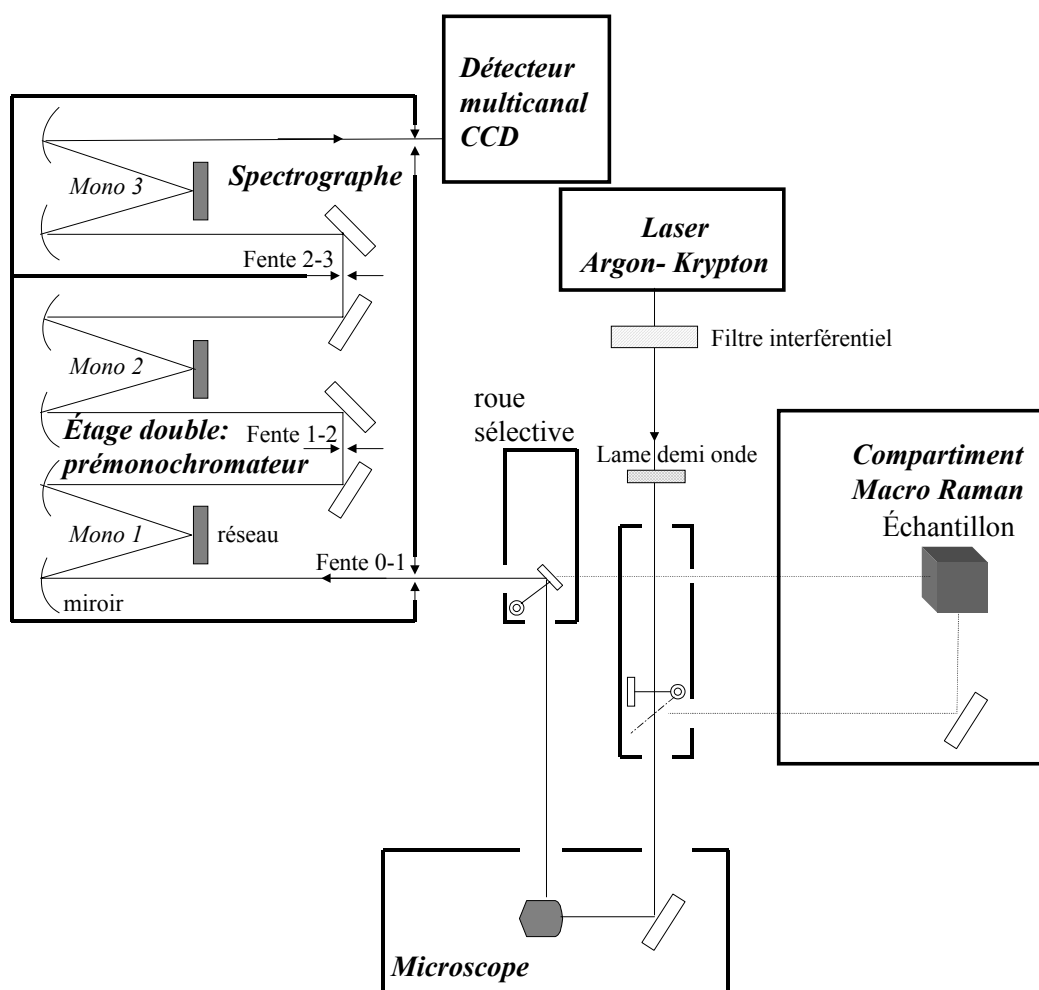 Détecteur
multicanal
CCD
Mono 3
Spectrographe
Fente 2-3
Laser
Argon- Krypton
Filtre interférentiel
Mono 2
roue
sélective
Étage double:
prémonochromateur
Fente 1-2
Lame demi onde
Compartiment
Macro Raman
Échantillon
Mono 1
réseau
Fente 0-1
miroir
Microscope